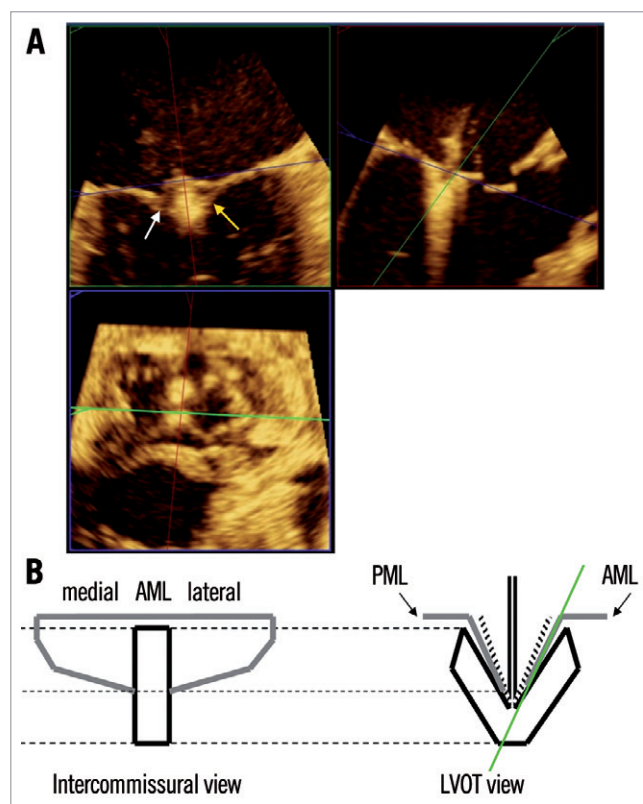 A
B
medial AML lateral
PML
AML
Intercommissural view
LVOT view